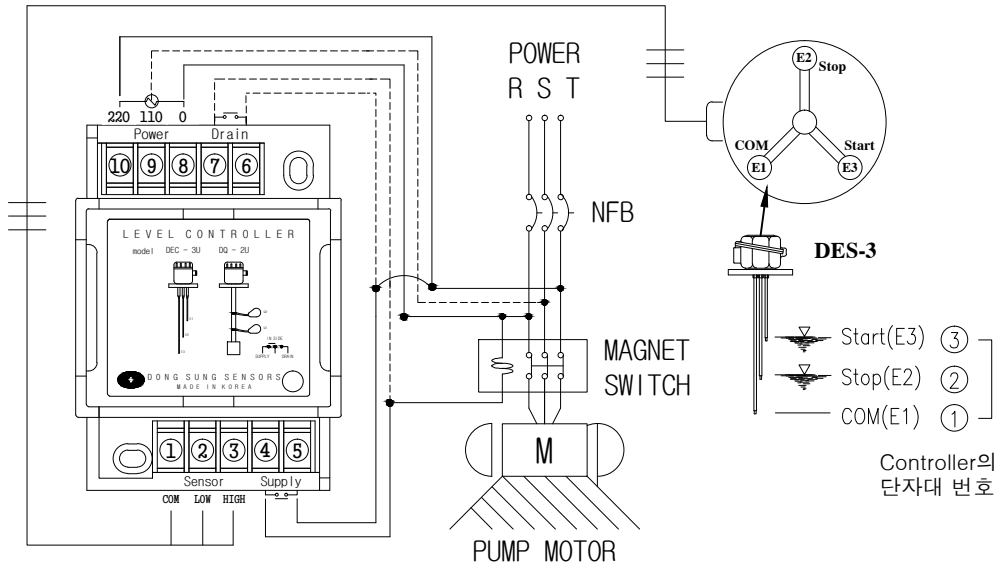 POWER
R S T
220 110 0
Power Drain
10 9 8 7 6
LEVEL CONTROLLER
model DEC - 3U DQ - 2U
INSIDE
SUPPLY DRAIN
DONG SUNG SENSORS
MADE IN KOREA
1 2 3 4 5
Sensor Supply
COM LOW HIGH
NFB
MAGNET
SWITCH
M
PUMP MOTOR
E2 Stop
COM Start
E1 E3
DES-3
Start(E3) 3
Stop(E2) 2
COM(E1) 1
Controller의
단자대 번호